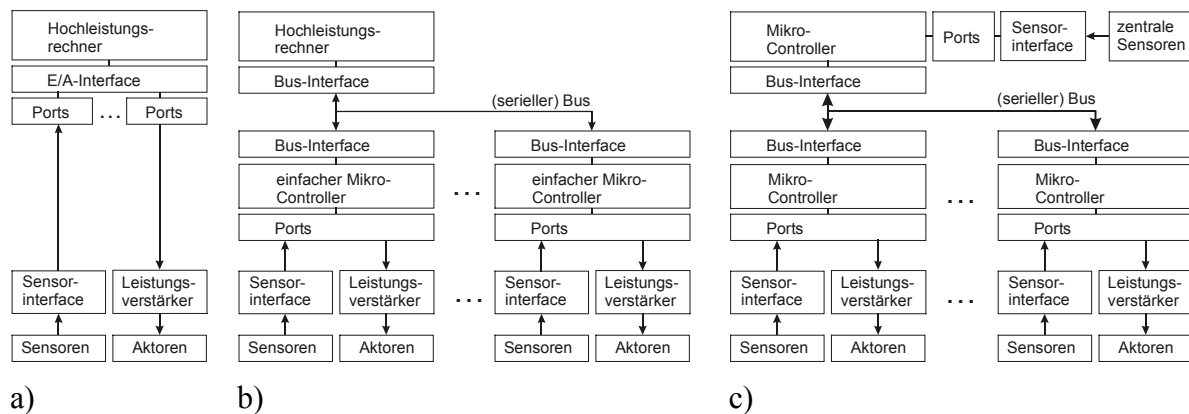 Hochleistungs-
rechner
E/A-Interface
Ports
...
Ports
Sensor-
interface
Leistungs-
verstärker
Sensoren
Aktoren
a)
Hochleistungs-
rechner
Bus-Interface
(serieller) Bus
Bus-Interface
Bus-Interface
einfacher Mikro-
Controller
...
einfacher Mikro-
Controller
Ports
Ports
Sensor-
interface
Leistungs-
verstärker
...
Sensor-
interface
Leistungs-
verstärker
Sensoren
Aktoren
Sensoren
Aktoren
b)
Mikro-
Controller
Ports
Sensor-
interface
zentrale
Sensoren
Bus-Interface
(serieller) Bus
Bus-Interface
Bus-Interface
Mikro-
Controller
...
Mikro-
Controller
Ports
Ports
Sensor-
interface
Leistungs-
verstärker
...
Sensor-
interface
Leistungs-
verstärker
Sensoren
Aktoren
Sensoren
Aktoren
c)